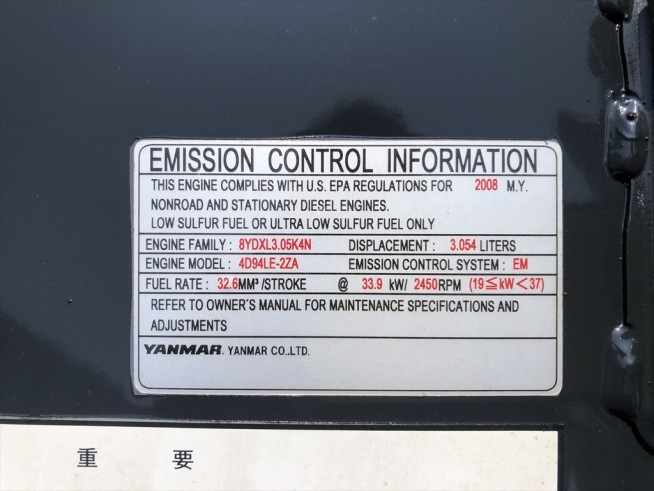 EMISSION CONTROL INFORMATION
THIS ENGINE COMPLIES WITH U.S. EPA REGULATIONS FOR 2008 M.Y.
NONROAD AND STATIONARY DIESEL ENGINES.
LOW SULFUR FUEL OR ULTRA LOW SULFUR FUEL ONLY
ENGINE FAMILY : 8YDXL3.05K4N DISPLACEMENT : 3.054 LITERS
ENGINE MODEL : 4D94LE-2ZA EMISSION CONTROL SYSTEM : EM
FUEL RATE : 32.6MM³/STROKE @ 33.9 kW/ 2450RPM (19≦kW<37)
REFER TO OWNER'S MANUAL FOR MAINTENANCE SPECIFICATIONS AND
ADJUSTMENTS
YANMAR. YANMAR CO.,LTD.
重 要